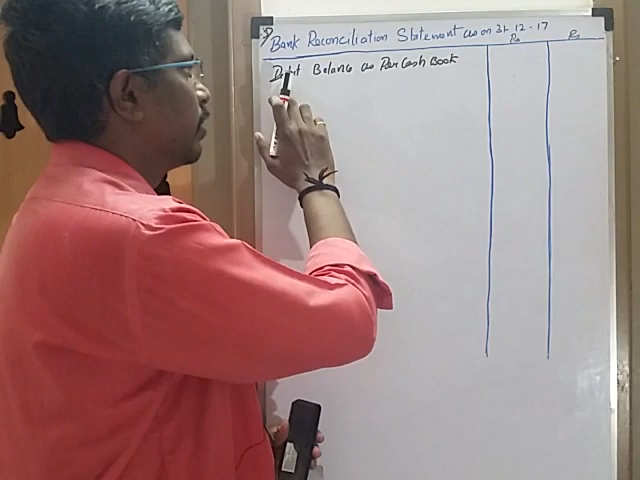 Bank Reconciliation Statement as on 31-12-17
Rs Rs
Debit Balance as Per Cash Book